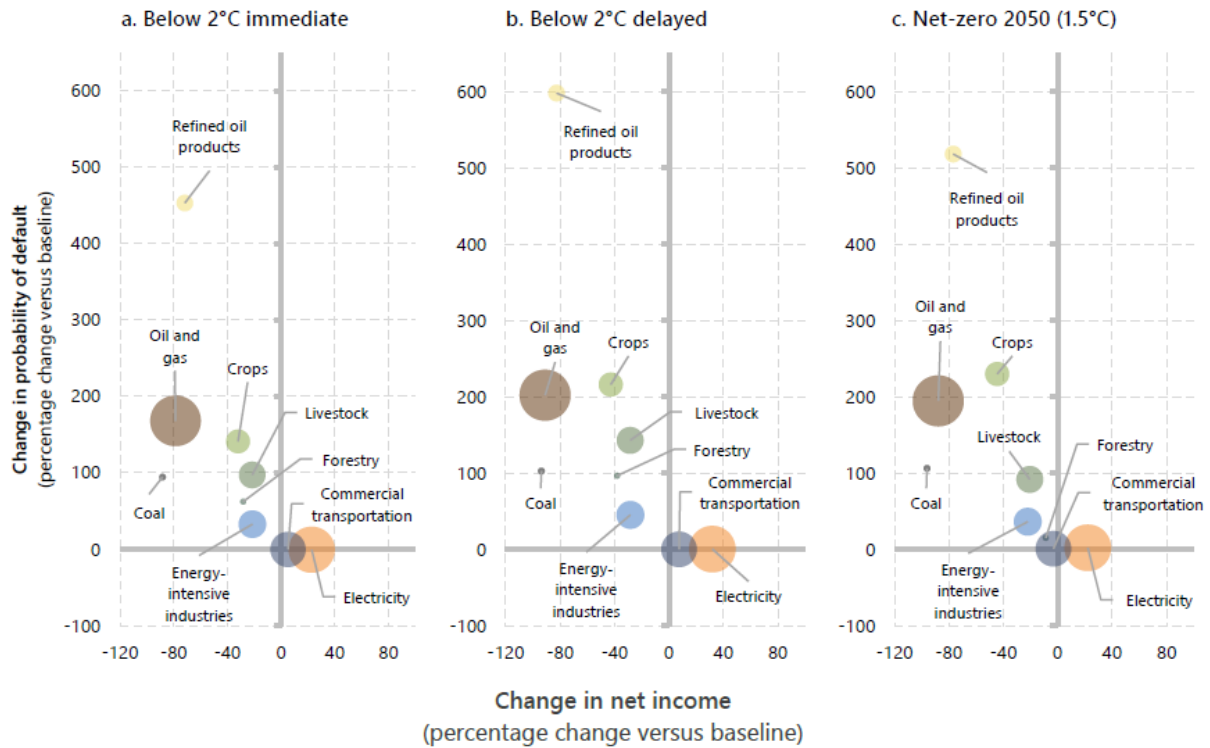 a. Below 2°C immediate
b. Below 2°C delayed
c. Net-zero 2050 (1.5°C)
Change in probability of default
(percentage change versus baseline)
600
500
400
300
200
100
0
-100
-120
-80
-40
0
40
80
Refined oil
products
Oil and
gas
Crops
Livestock
Forestry
Coal
Commercial
transportation
Energy-
intensive
industries
Electricity
600
500
400
300
200
100
0
-100
-120
-80
-40
0
40
80
Refined oil
products
Oil and
gas
Crops
Livestock
Forestry
Coal
Commercial
transportation
Energy-
intensive
industries
Electricity
600
500
400
300
200
100
0
-100
-120
-80
-40
0
40
80
Refined oil
products
Oil and
gas
Crops
Livestock
Forestry
Coal
Commercial
transportation
Energy-
intensive
industries
Electricity
Change in net income
(percentage change versus baseline)